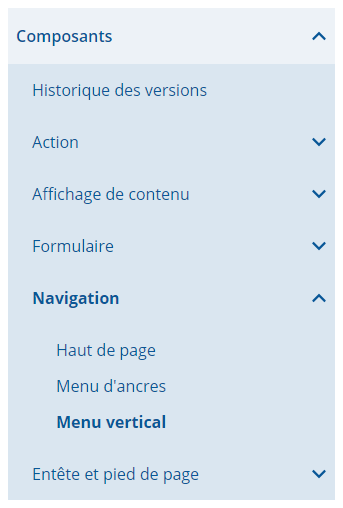 Composants
Historique des versions
Action
Affichage de contenu
Formulaire
Navigation
Haut de page
Menu d'ancres
Menu vertical
Entête et pied de page